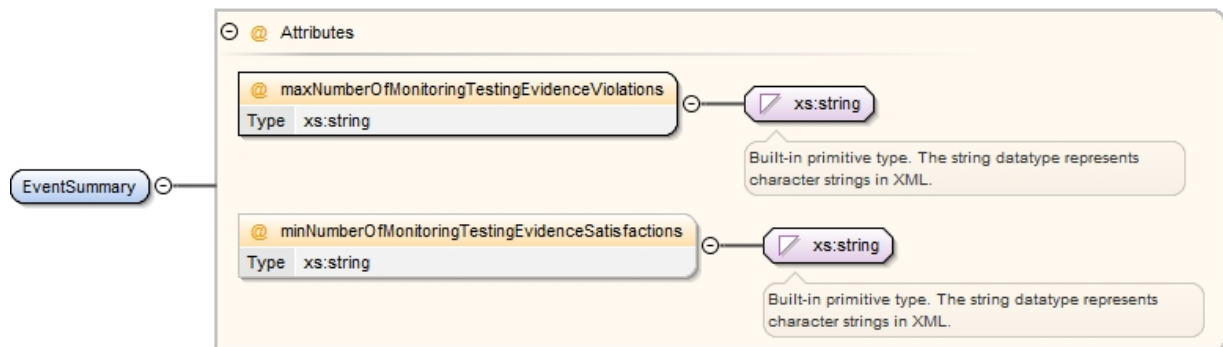 @ Attributes
@ maxNumberOfMonitoringTestingEvidenceViolations
Type xs:string
xs:string
Built-in primitive type. The string datatype represents
character strings in XML.
EventSummary
@ minNumberOfMonitoringTestingEvidenceSatisfactions
Type xs:string
xs:string
Built-in primitive type. The string datatype represents
character strings in XML.